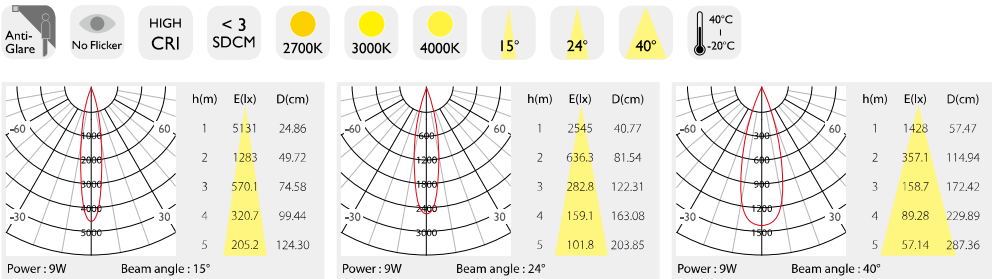 Anti-
Glare
No Flicker
HIGH
CRI
< 3
SDCM
2700K
3000K
4000K
15°
24°
40°
40°C
-20°C
-60
60
-30
30
1000
2000
3000
4000
5000
h(m) E(lx) D(cm)
1 5131 24.86
2 1283 49.72
3 570.1 74.58
4 320.7 99.44
5 205.2 124.30
Power : 9W Beam angle : 15°
-60
60
-30
30
600
1200
1800
2400
3000
h(m) E(lx) D(cm)
1 2545 40.77
2 636.3 81.54
3 282.8 122.31
4 159.1 163.08
5 101.8 203.85
Power : 9W Beam angle : 24°
-60
60
-30
30
300
600
900
1200
1500
h(m) E(lx) D(cm)
1 1428 57.47
2 357.1 114.94
3 158.7 172.42
4 89.28 229.89
5 57.14 287.36
Power : 9W Beam angle : 40°